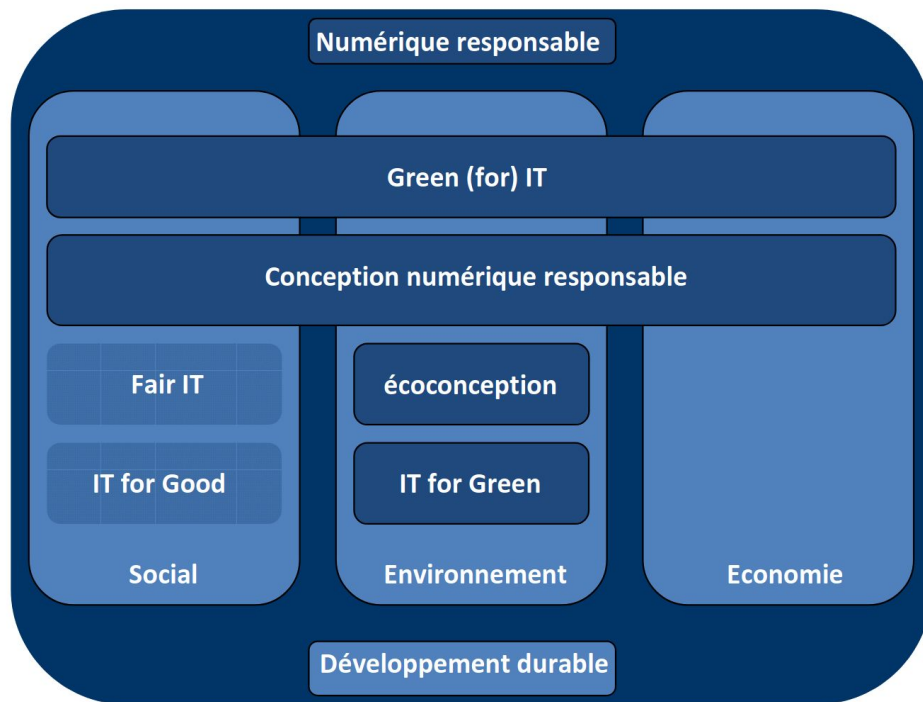 Numérique responsable
Green (for) IT
Conception numérique responsable
Fair IT
écoconception
IT for Good
IT for Green
Social
Environnement
Economie
Développement durable